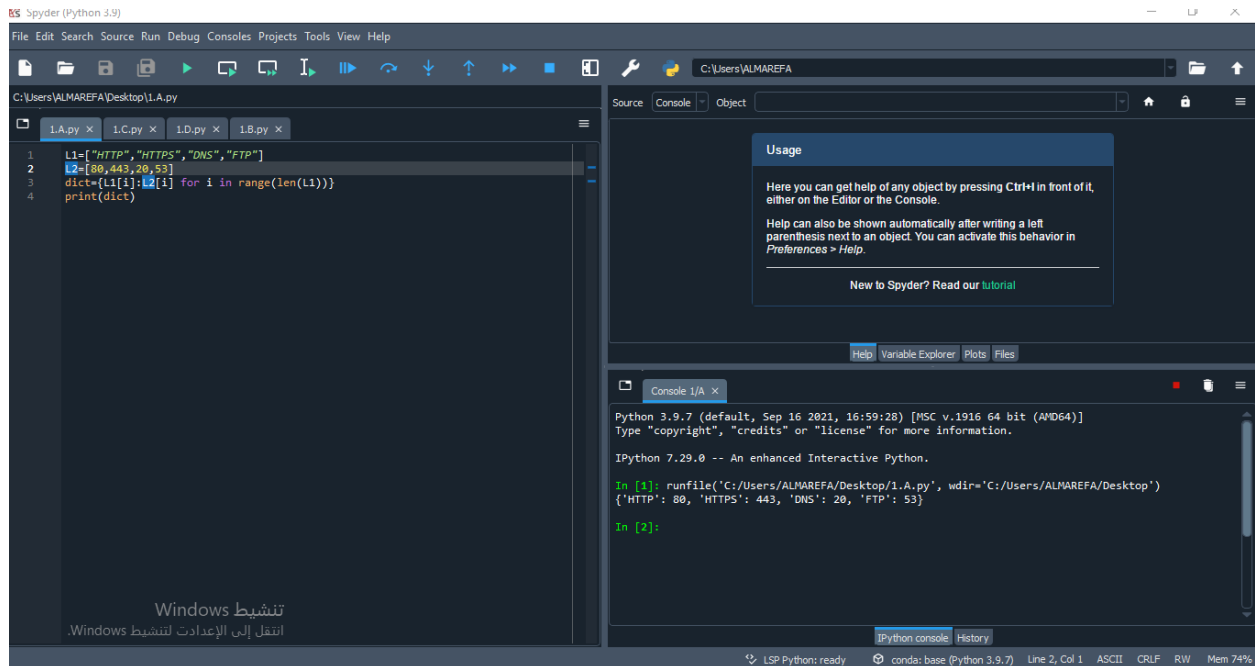 Spyder (Python 3.9)
File Edit Search Source Run Debug Consoles Projects Tools View Help
C:\Users\ALMAREFA
C:\Users\ALMAREFA\Desktop\1.A.py
1.A.py 1.C.py 1.D.py 1.B.py
1 L1=["HTTP","HTTPS","DNS","FTP"]
2 L2=[80,443,20,53]
3 dict={L1[i]:L2[i] for i in range(len(L1))}
4 print(dict)
Source Console Object
Usage
Here you can get help of any object by pressing Ctrl+I in front of it,
either on the Editor or the Console.
Help can also be shown automatically after writing a left
parenthesis next to an object. You can activate this behavior in
Preferences > Help.
New to Spyder? Read our tutorial
Help Variable Explorer Plots Files
Console 1/A
Python 3.9.7 (default, Sep 16 2021, 16:59:28) [MSC v.1916 64 bit (AMD64)]
Type "copyright", "credits" or "license" for more information.
IPython 7.29.0 -- An enhanced Interactive Python.
In [1]: runfile('C:/Users/ALMAREFA/Desktop/1.A.py', wdir='C:/Users/ALMAREFA/Desktop')
{'HTTP': 80, 'HTTPS': 443, 'DNS': 20, 'FTP': 53}
In [2]:
تنشيط Windows
انتقل إلى الإعدادات لتنشيط Windows.
IPython console History
LSP Python: ready conda: base (Python 3.9.7) Line 2, Col 1 ASCII CRLF RW Mem 74%